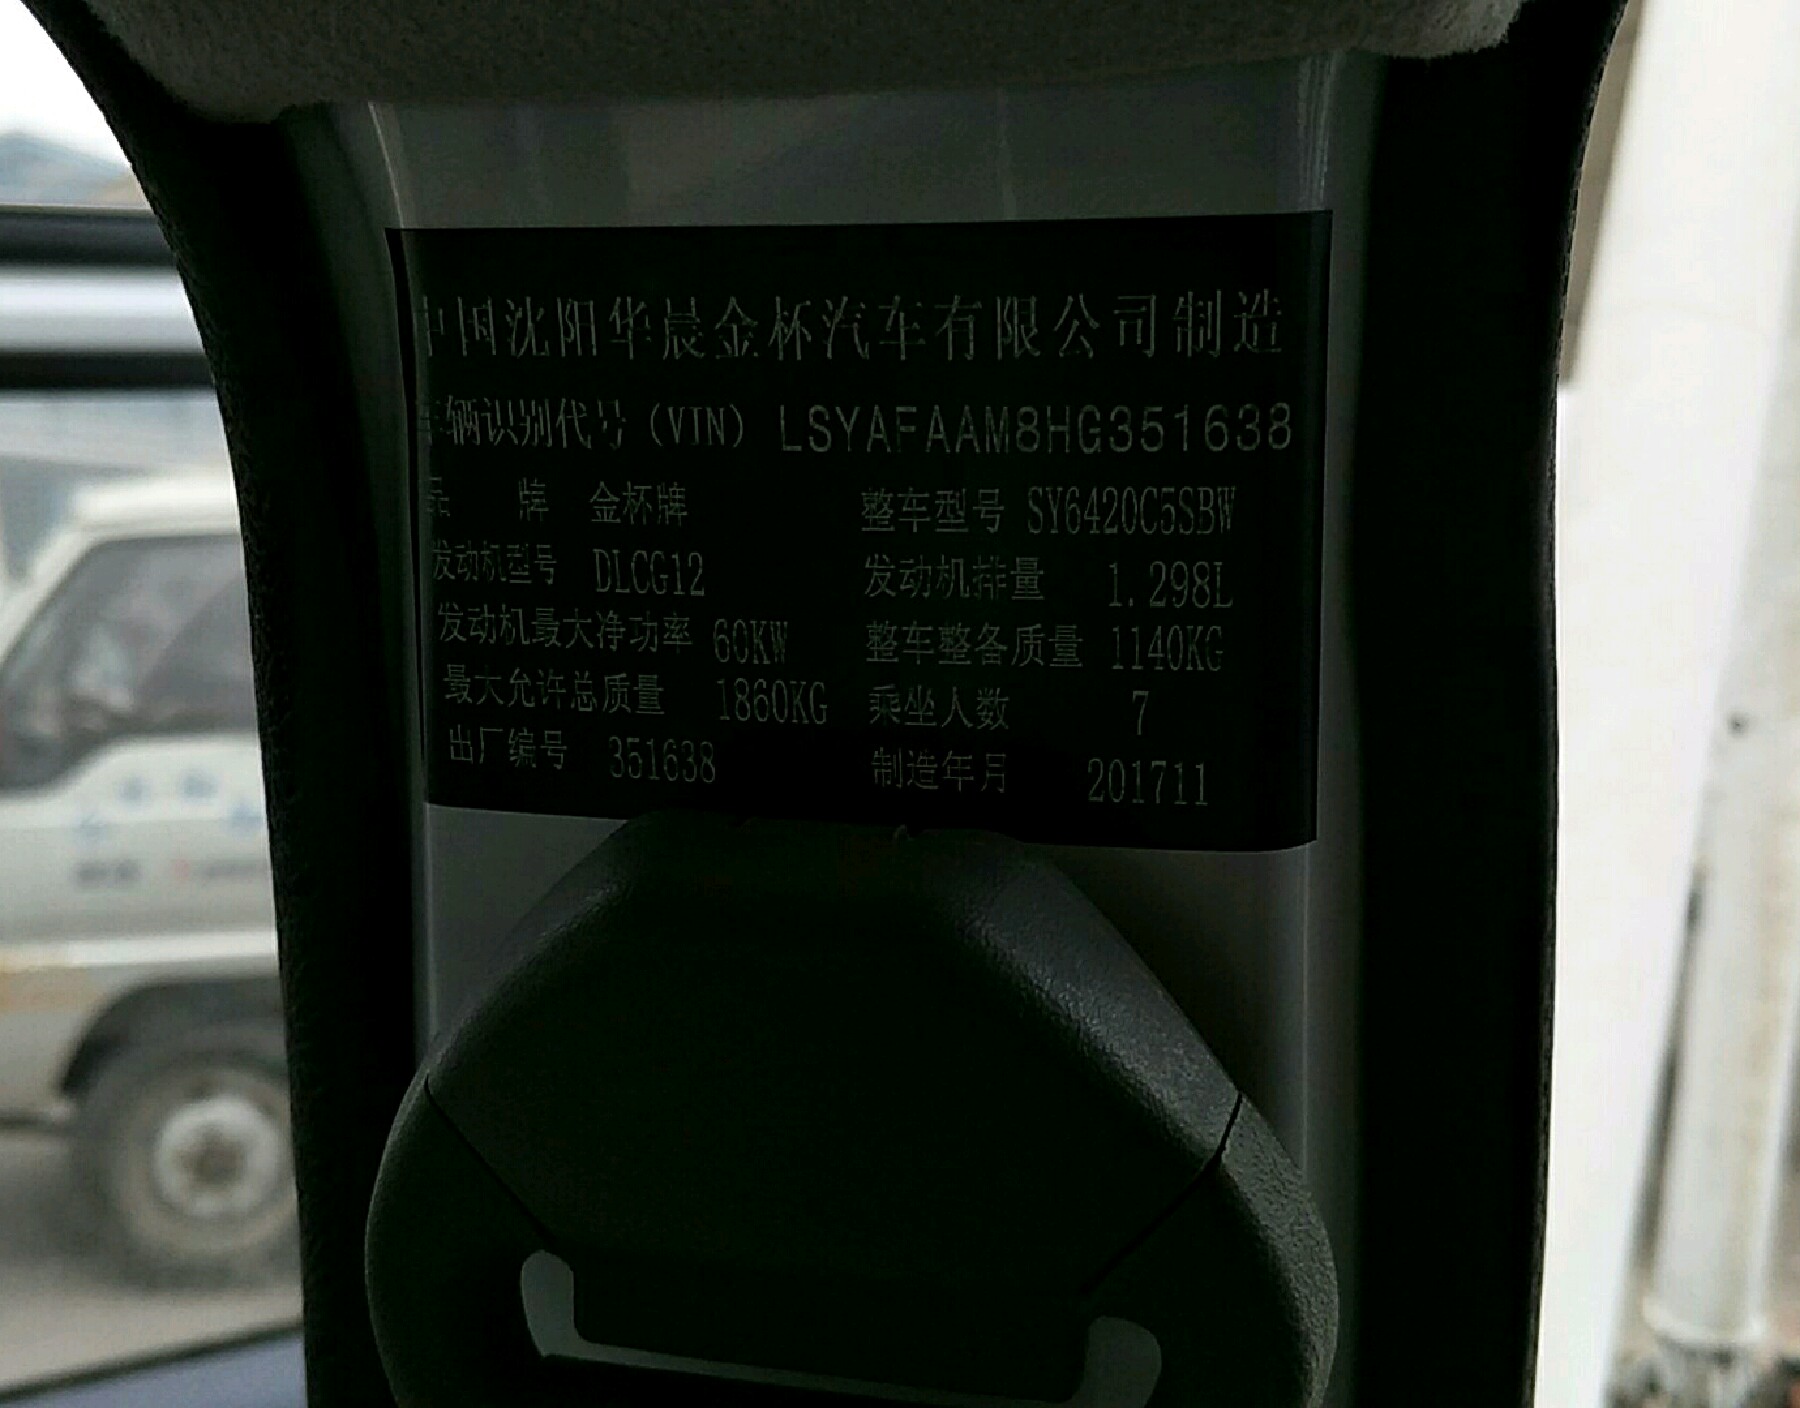 中国沈阳华晨金杯汽车有限公司制造
车辆识别代号（VIN） LSYAFAAM8HG351638
品 牌 金杯牌 整车型号 SY6420C5SBW
发动机型号 DLCG12 发动机排量 1.298L
发动机最大净功率 60KW 整车整备质量 1140KG
最大允许总质量 1860KG 乘坐人数 7
出厂编号 351638 制造年月 201711